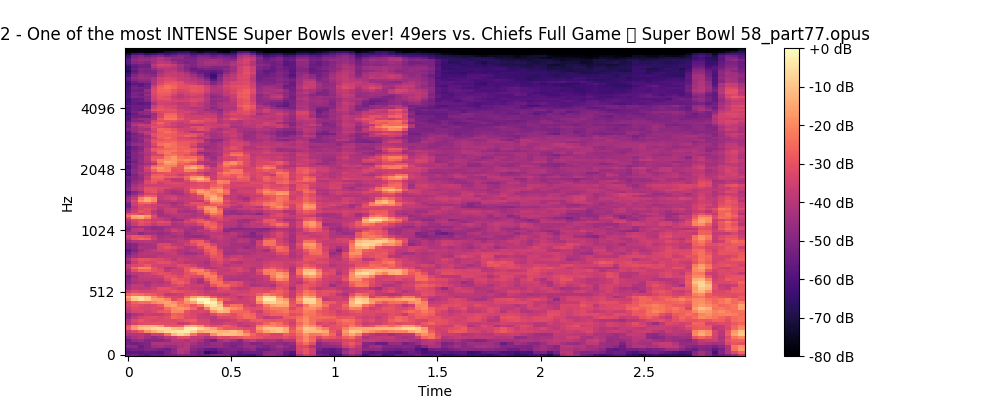 2 - One of the most INTENSE Super Bowls ever! 49ers vs. Chiefs Full Game  Super Bowl 58_part77.opus
+0 dB
-10 dB
-20 dB
-30 dB
-40 dB
-50 dB
-60 dB
-70 dB
-80 dB
Hz
4096
2048
1024
512
0
0
0.5
1
1.5
2
2.5
Time